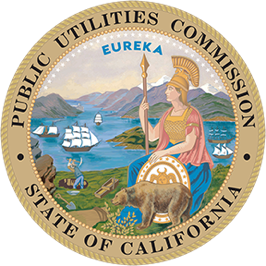 PUBLIC UTILITIES COMMISSION
EUREKA
STATE OF CALIFORNIA